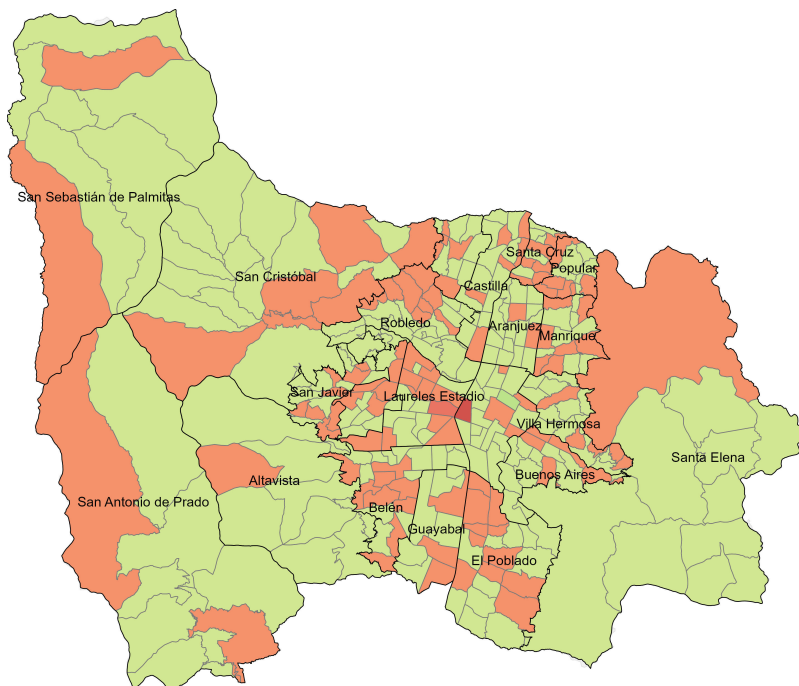 San Sebastián de Palmitas
Santa Cruz
Popular
San Cristóbal
Castilla
Robledo
Aranjuez
Manrique
San Javier
Laureles Estadio
Villa Hermosa
Santa Elena
Buenos Aires
Altavista
San Antonio de Prado
Belén
Guayabal
El Poblado